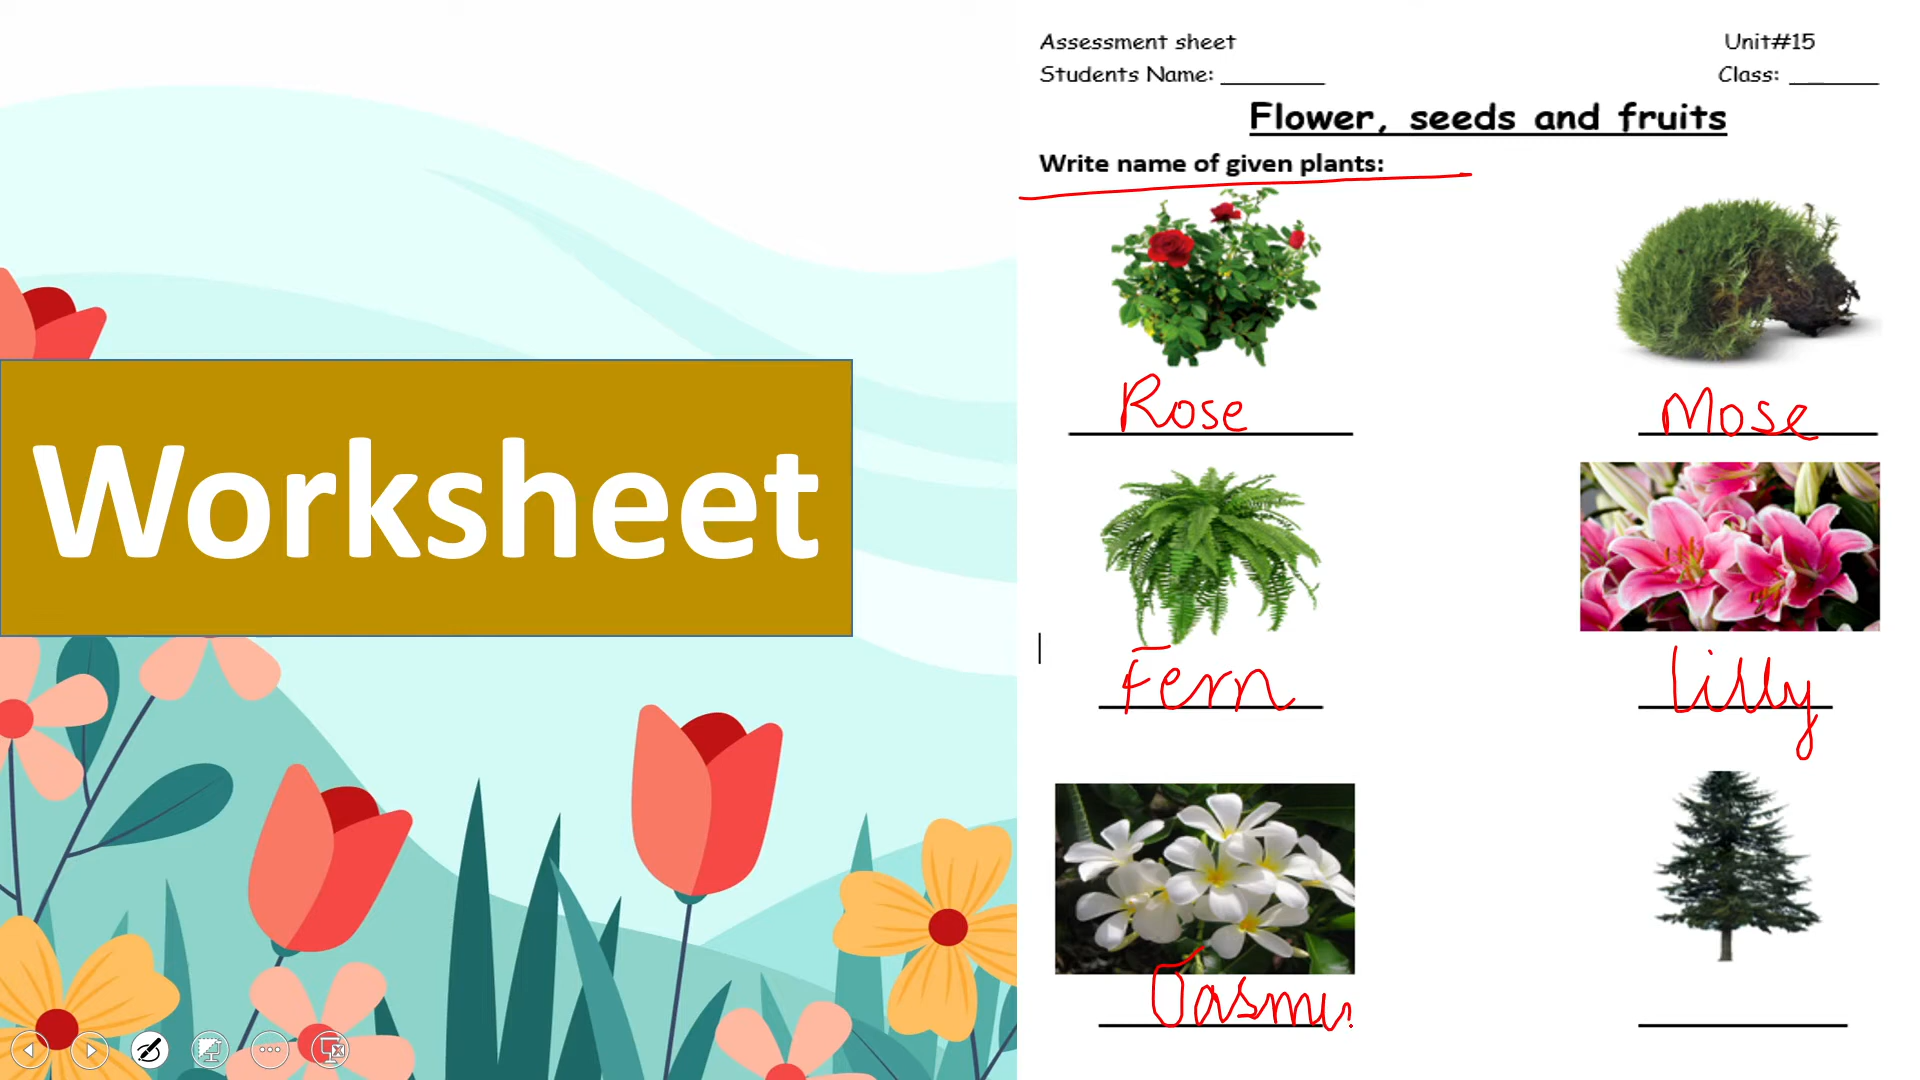 Worksheet
Assessment sheet Unit#15
Students Name: ________ Class: _______
Flower, seeds and fruits
Write name of given plants:
Rose Mose
Fern Lilly